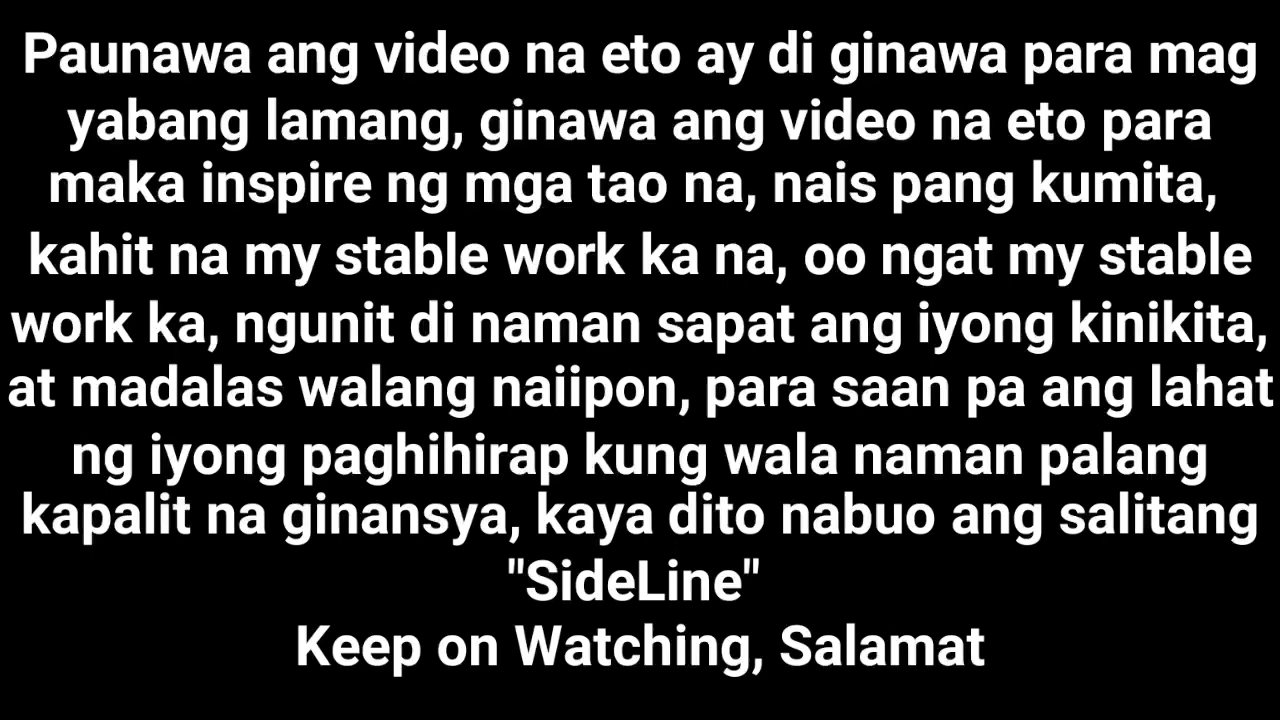 Paunawa ang video na eto ay di ginawa para mag
yabang lamang, ginawa ang video na eto para
maka inspire ng mga tao na, nais pang kumita,
kahit na my stable work ka na, oo ngat my stable
work ka, ngunit di naman sapat ang iyong kinikita,
at madalas walang naiipon, para saan pa ang lahat
ng iyong paghihirap kung wala naman palang
kapalit na ginansya, kaya dito nabuo ang salitang
"SideLine"
Keep on Watching, Salamat